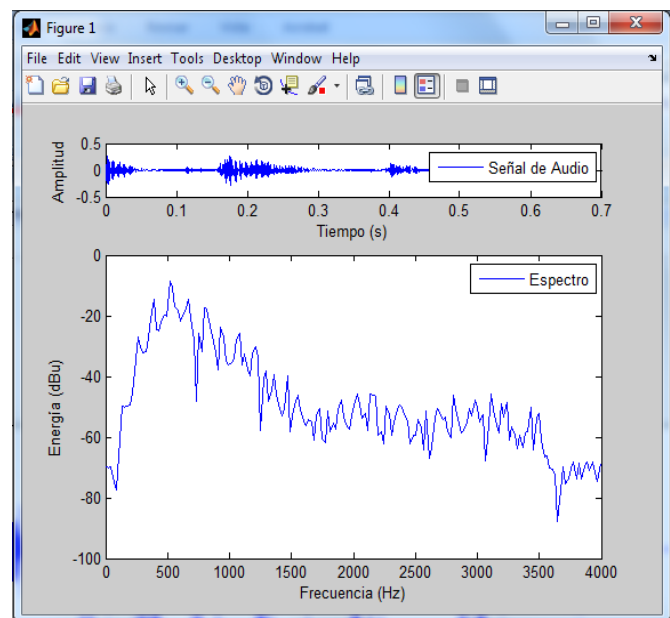 Figure 1
File Edit View Insert Tools Desktop Window Help
Amplitud
0.5
0
-0.5
Señal de Audio
0 0.1 0.2 0.3 0.4 0.5 0.6 0.7
Tiempo (s)
Energía (dBu)
0
-20
-40
-60
-80
-100
Espectro
0 500 1000 1500 2000 2500 3000 3500 4000
Frecuencia (Hz)